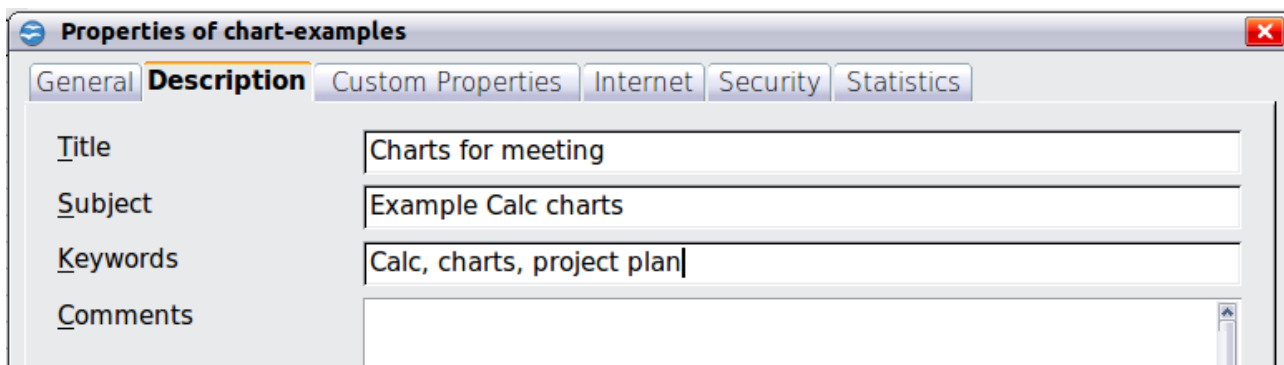 Properties of chart-examples
General Description Custom Properties Internet Security Statistics
Title Charts for meeting
Subject Example Calc charts
Keywords Calc, charts, project plan
Comments